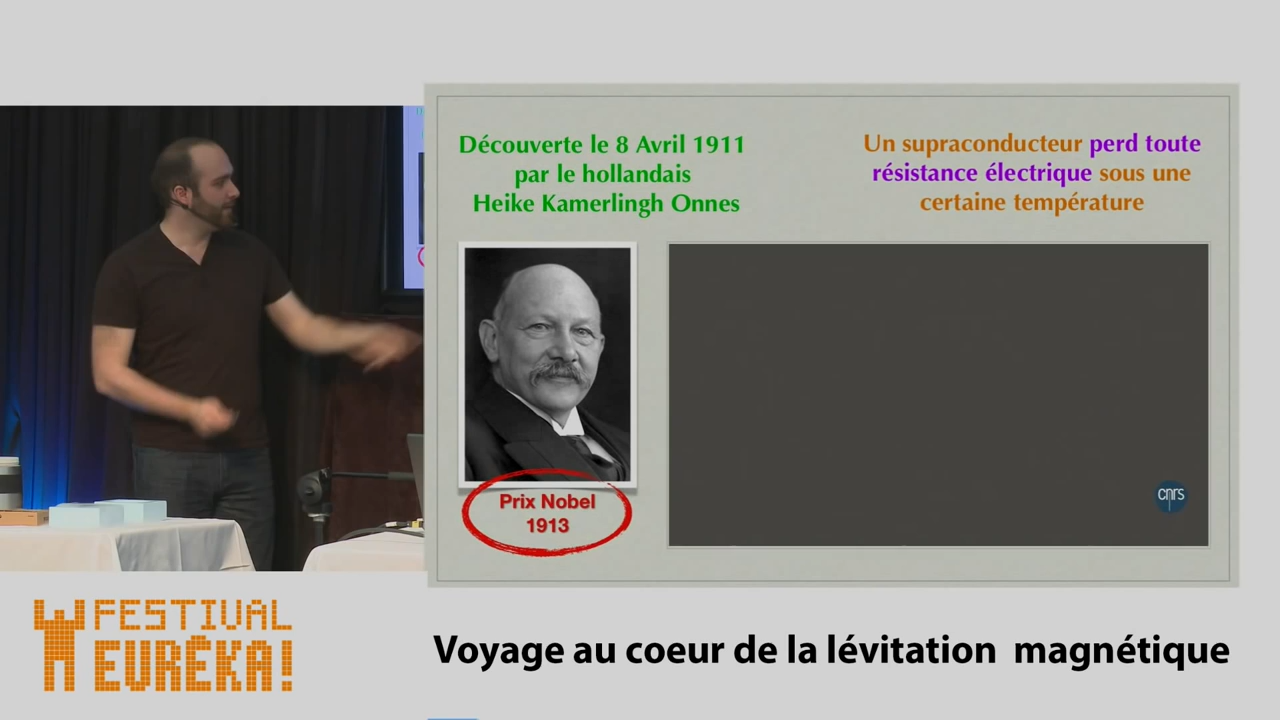 Découverte le 8 Avril 1911
par le hollandais
Heike Kamerlingh Onnes
Un supraconducteur perd toute
résistance électrique sous une
certaine température
Prix Nobel
1913
cnrs
FESTIVAL
EURÊKA!
Voyage au coeur de la lévitation magnétique